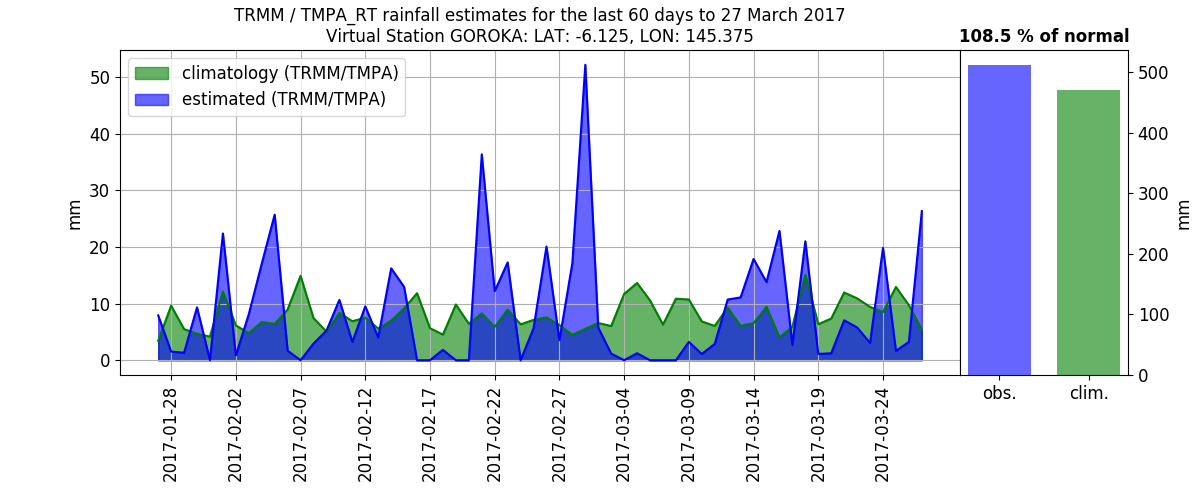 TRMM / TMPA_RT rainfall estimates for the last 60 days to 27 March 2017
Virtual Station GOROKA: LAT: -6.125, LON: 145.375
108.5 % of normal
climatology (TRMM/TMPA)
estimated (TRMM/TMPA)
mm
50
40
30
20
10
0
2017-01-28
2017-02-02
2017-02-07
2017-02-12
2017-02-17
2017-02-22
2017-02-27
2017-03-04
2017-03-09
2017-03-14
2017-03-19
2017-03-24
500
400
300
200
100
0
mm
obs.
clim.